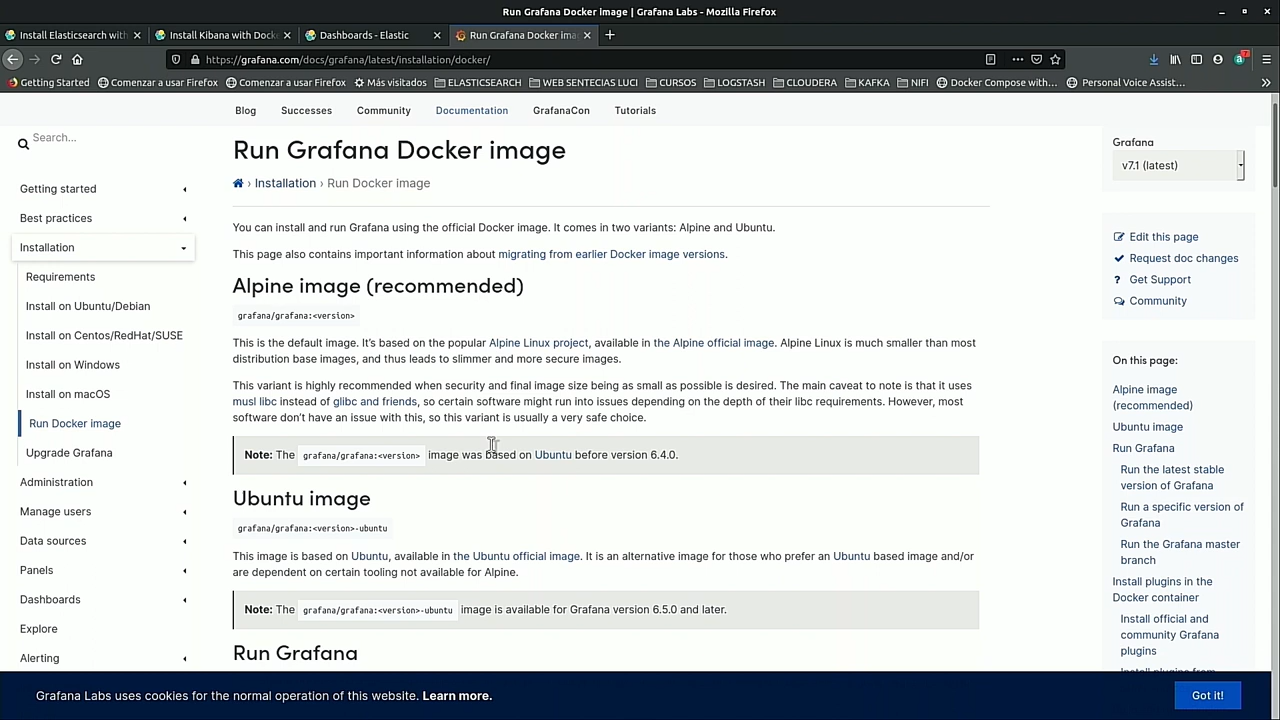 Run Grafana Docker image | Grafana Labs - Mozilla Firefox
Install Elasticsearch with
Install Kibana with Dock
Dashboards - Elastic
Run Grafana Docker ima
https://grafana.com/docs/grafana/latest/installation/docker/
Getting Started
Comenzar a usar Firefox
Comenzar a usar Firefox
Más visitados
ELASTICSEARCH
WEB SENTECIAS LUCI
CURSOS
LOGSTASH
CLOUDERA
KAFKA
NIFI
Docker Compose with…
Personal Voice Assist…
Blog
Successes
Community
Documentation
GrafanaCon
Tutorials
Search...
Getting started
Best practices
Installation
Requirements
Install on Ubuntu/Debian
Install on Centos/RedHat/SUSE
Install on Windows
Install on macOS
Run Docker image
Upgrade Grafana
Administration
Manage users
Data sources
Panels
Dashboards
Explore
Alerting
Run Grafana Docker image
› Installation › Run Docker image
You can install and run Grafana using the official Docker image. It comes in two variants: Alpine and Ubuntu.
This page also contains important information about migrating from earlier Docker image versions.
Alpine image (recommended)
grafana/grafana:<version>
This is the default image. It's based on the popular Alpine Linux project, available in the Alpine official image. Alpine Linux is much smaller than most
distribution base images, and thus leads to slimmer and more secure images.
This variant is highly recommended when security and final image size being as small as possible is desired. The main caveat to note is that it uses
musl libc instead of glibc and friends, so certain software might run into issues depending on the depth of their libc requirements. However, most
software don't have an issue with this, so this variant is usually a very safe choice.
Note: The grafana/grafana:<version> image was based on Ubuntu before version 6.4.0.
Ubuntu image
grafana/grafana:<version>-ubuntu
This image is based on Ubuntu, available in the Ubuntu official image. It is an alternative image for those who prefer an Ubuntu based image and/or
are dependent on certain tooling not available for Alpine.
Note: The grafana/grafana:<version>-ubuntu image is available for Grafana version 6.5.0 and later.
Run Grafana
Grafana
v7.1 (latest)
Edit this page
Request doc changes
? Get Support
Community
On this page:
Alpine image
(recommended)
Ubuntu image
Run Grafana
Run the latest stable
version of Grafana
Run a specific version of
Grafana
Run the Grafana master
branch
Install plugins in the
Docker container
Install official and
community Grafana
plugins
Install plugins from
Grafana Labs uses cookies for the normal operation of this website. Learn more.
Got it!